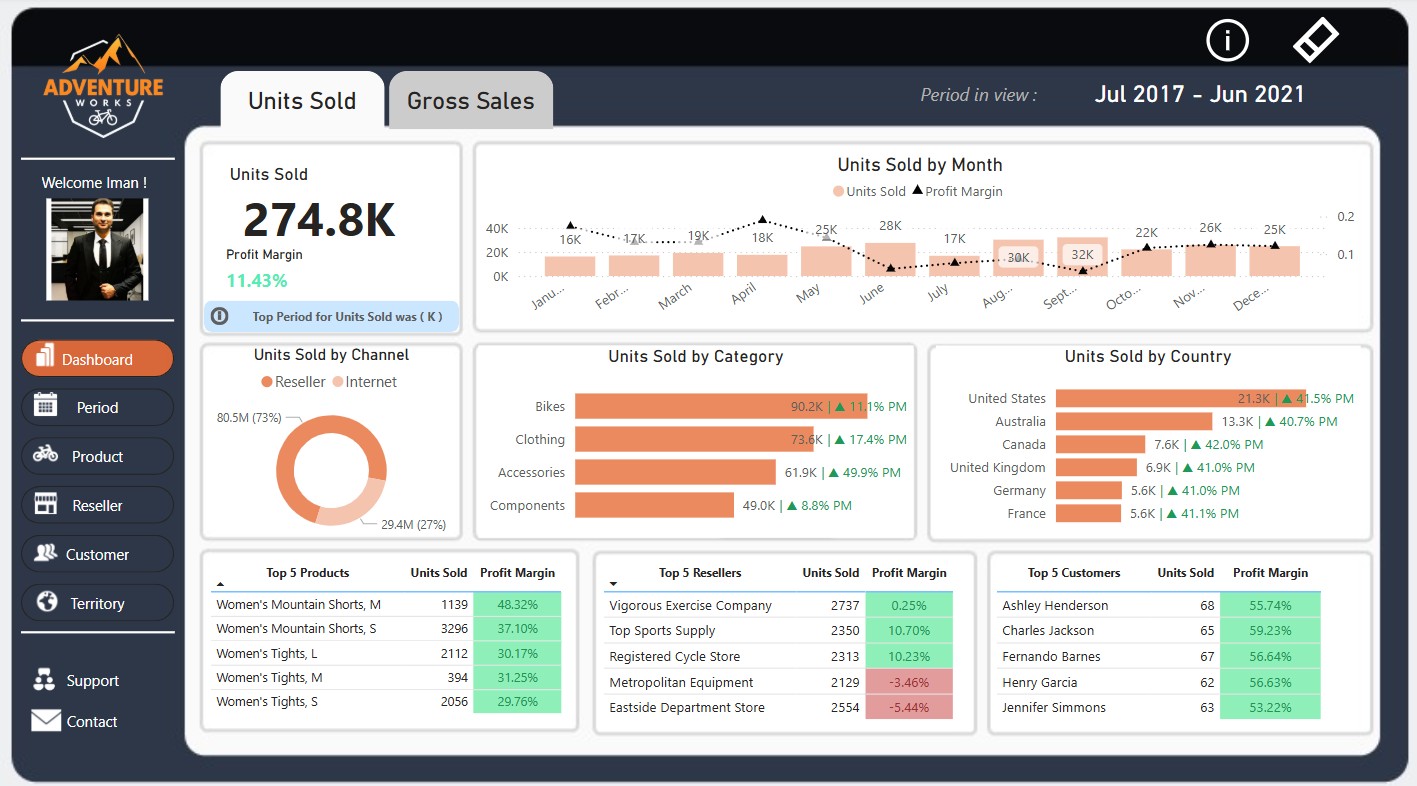 ADVENTURE
WORKS
Units Sold
Gross Sales
Period in view :
Jul 2017 - Jun 2021
Welcome Iman !
Dashboard
Period
Product
Reseller
Customer
Territory
Support
Contact
Units Sold
274.8K
Profit Margin
11.43%
Top Period for Units Sold was ( K )
Units Sold by Month
Units Sold Profit Margin
40K
20K
0K
16K 17K 19K 18K 25K 28K 17K 30K 32K 22K 26K 25K
0.2
0.1
Janu... Febr... March April May June July Aug... Sept... Octo... Nov... Dece...
Units Sold by Channel
Reseller Internet
80.5M (73%)
29.4M (27%)
Units Sold by Category
Bikes 90.2K | ▲ 11.1% PM
Clothing 73.6K | ▲ 17.4% PM
Accessories 61.9K | ▲ 49.9% PM
Components 49.0K | ▲ 8.8% PM
Units Sold by Country
United States 21.3K | ▲ 41.5% PM
Australia 13.3K | ▲ 40.7% PM
Canada 7.6K | ▲ 42.0% PM
United Kingdom 6.9K | ▲ 41.0% PM
Germany 5.6K | ▲ 41.0% PM
France 5.6K | ▲ 41.1% PM
Top 5 Products Units Sold Profit Margin
Women's Mountain Shorts, M 1139 48.32%
Women's Mountain Shorts, S 3296 37.10%
Women's Tights, L 2112 30.17%
Women's Tights, M 394 31.25%
Women's Tights, S 2056 29.76%
Top 5 Resellers Units Sold Profit Margin
Vigorous Exercise Company 2737 0.25%
Top Sports Supply 2350 10.70%
Registered Cycle Store 2313 10.23%
Metropolitan Equipment 2129 -3.46%
Eastside Department Store 2554 -5.44%
Top 5 Customers Units Sold Profit Margin
Ashley Henderson 68 55.74%
Charles Jackson 65 59.23%
Fernando Barnes 67 56.64%
Henry Garcia 62 56.63%
Jennifer Simmons 63 53.22%